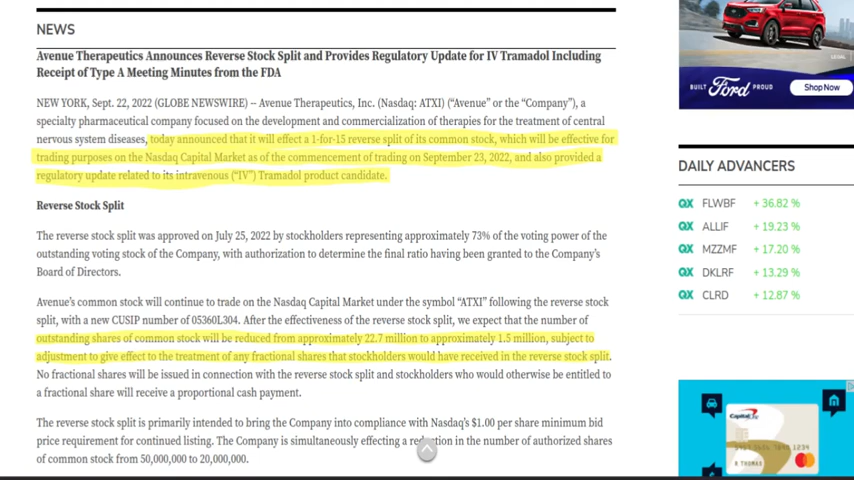 NEWS
Avenue Therapeutics Announces Reverse Stock Split and Provides Regulatory Update for IV Tramadol Including
Receipt of Type A Meeting Minutes from the FDA
NEW YORK, Sept. 22, 2022 (GLOBE NEWSWIRE) -- Avenue Therapeutics, Inc. (Nasdaq: ATXI) (“Avenue” or the “Company”), a
specialty pharmaceutical company focused on the development and commercialization of therapies for the treatment of central
nervous system diseases, today announced that it will effect a 1-for-15 reverse split of its common stock, which will be effective for
trading purposes on the Nasdaq Capital Market as of the commencement of trading on September 23, 2022, and also provided a
regulatory update related to its intravenous (“IV”) Tramadol product candidate.
Reverse Stock Split
The reverse stock split was approved on July 25, 2022 by stockholders representing approximately 73% of the voting power of the
outstanding voting stock of the Company, with authorization to determine the final ratio having been granted to the Company’s
Board of Directors.
Avenue’s common stock will continue to trade on the Nasdaq Capital Market under the symbol “ATXI” following the reverse stock
split, with a new CUSIP number of 05360L304. After the effectiveness of the reverse stock split, we expect that the number of
outstanding shares of common stock will be reduced from approximately 22.7 million to approximately 1.5 million, subject to
adjustment to give effect to the treatment of any fractional shares that stockholders would have received in the reverse stock split.
No fractional shares will be issued in connection with the reverse stock split and stockholders who would otherwise be entitled to
a fractional share will receive a proportional cash payment.
The reverse stock split is primarily intended to bring the Company into compliance with Nasdaq’s $1.00 per share minimum bid
price requirement for continued listing. The Company is simultaneously effecting a reduction in the number of authorized shares
of common stock from 50,000,000 to 20,000,000.
BUILT Ford PROUD
Shop Now
DAILY ADVANCERS
QX FLWBF + 36.82 %
QX ALLIF + 19.23 %
QX MZZMF + 17.20 %
QX DKLRF + 13.29 %
QX CLRD + 12.87 %
Capital One